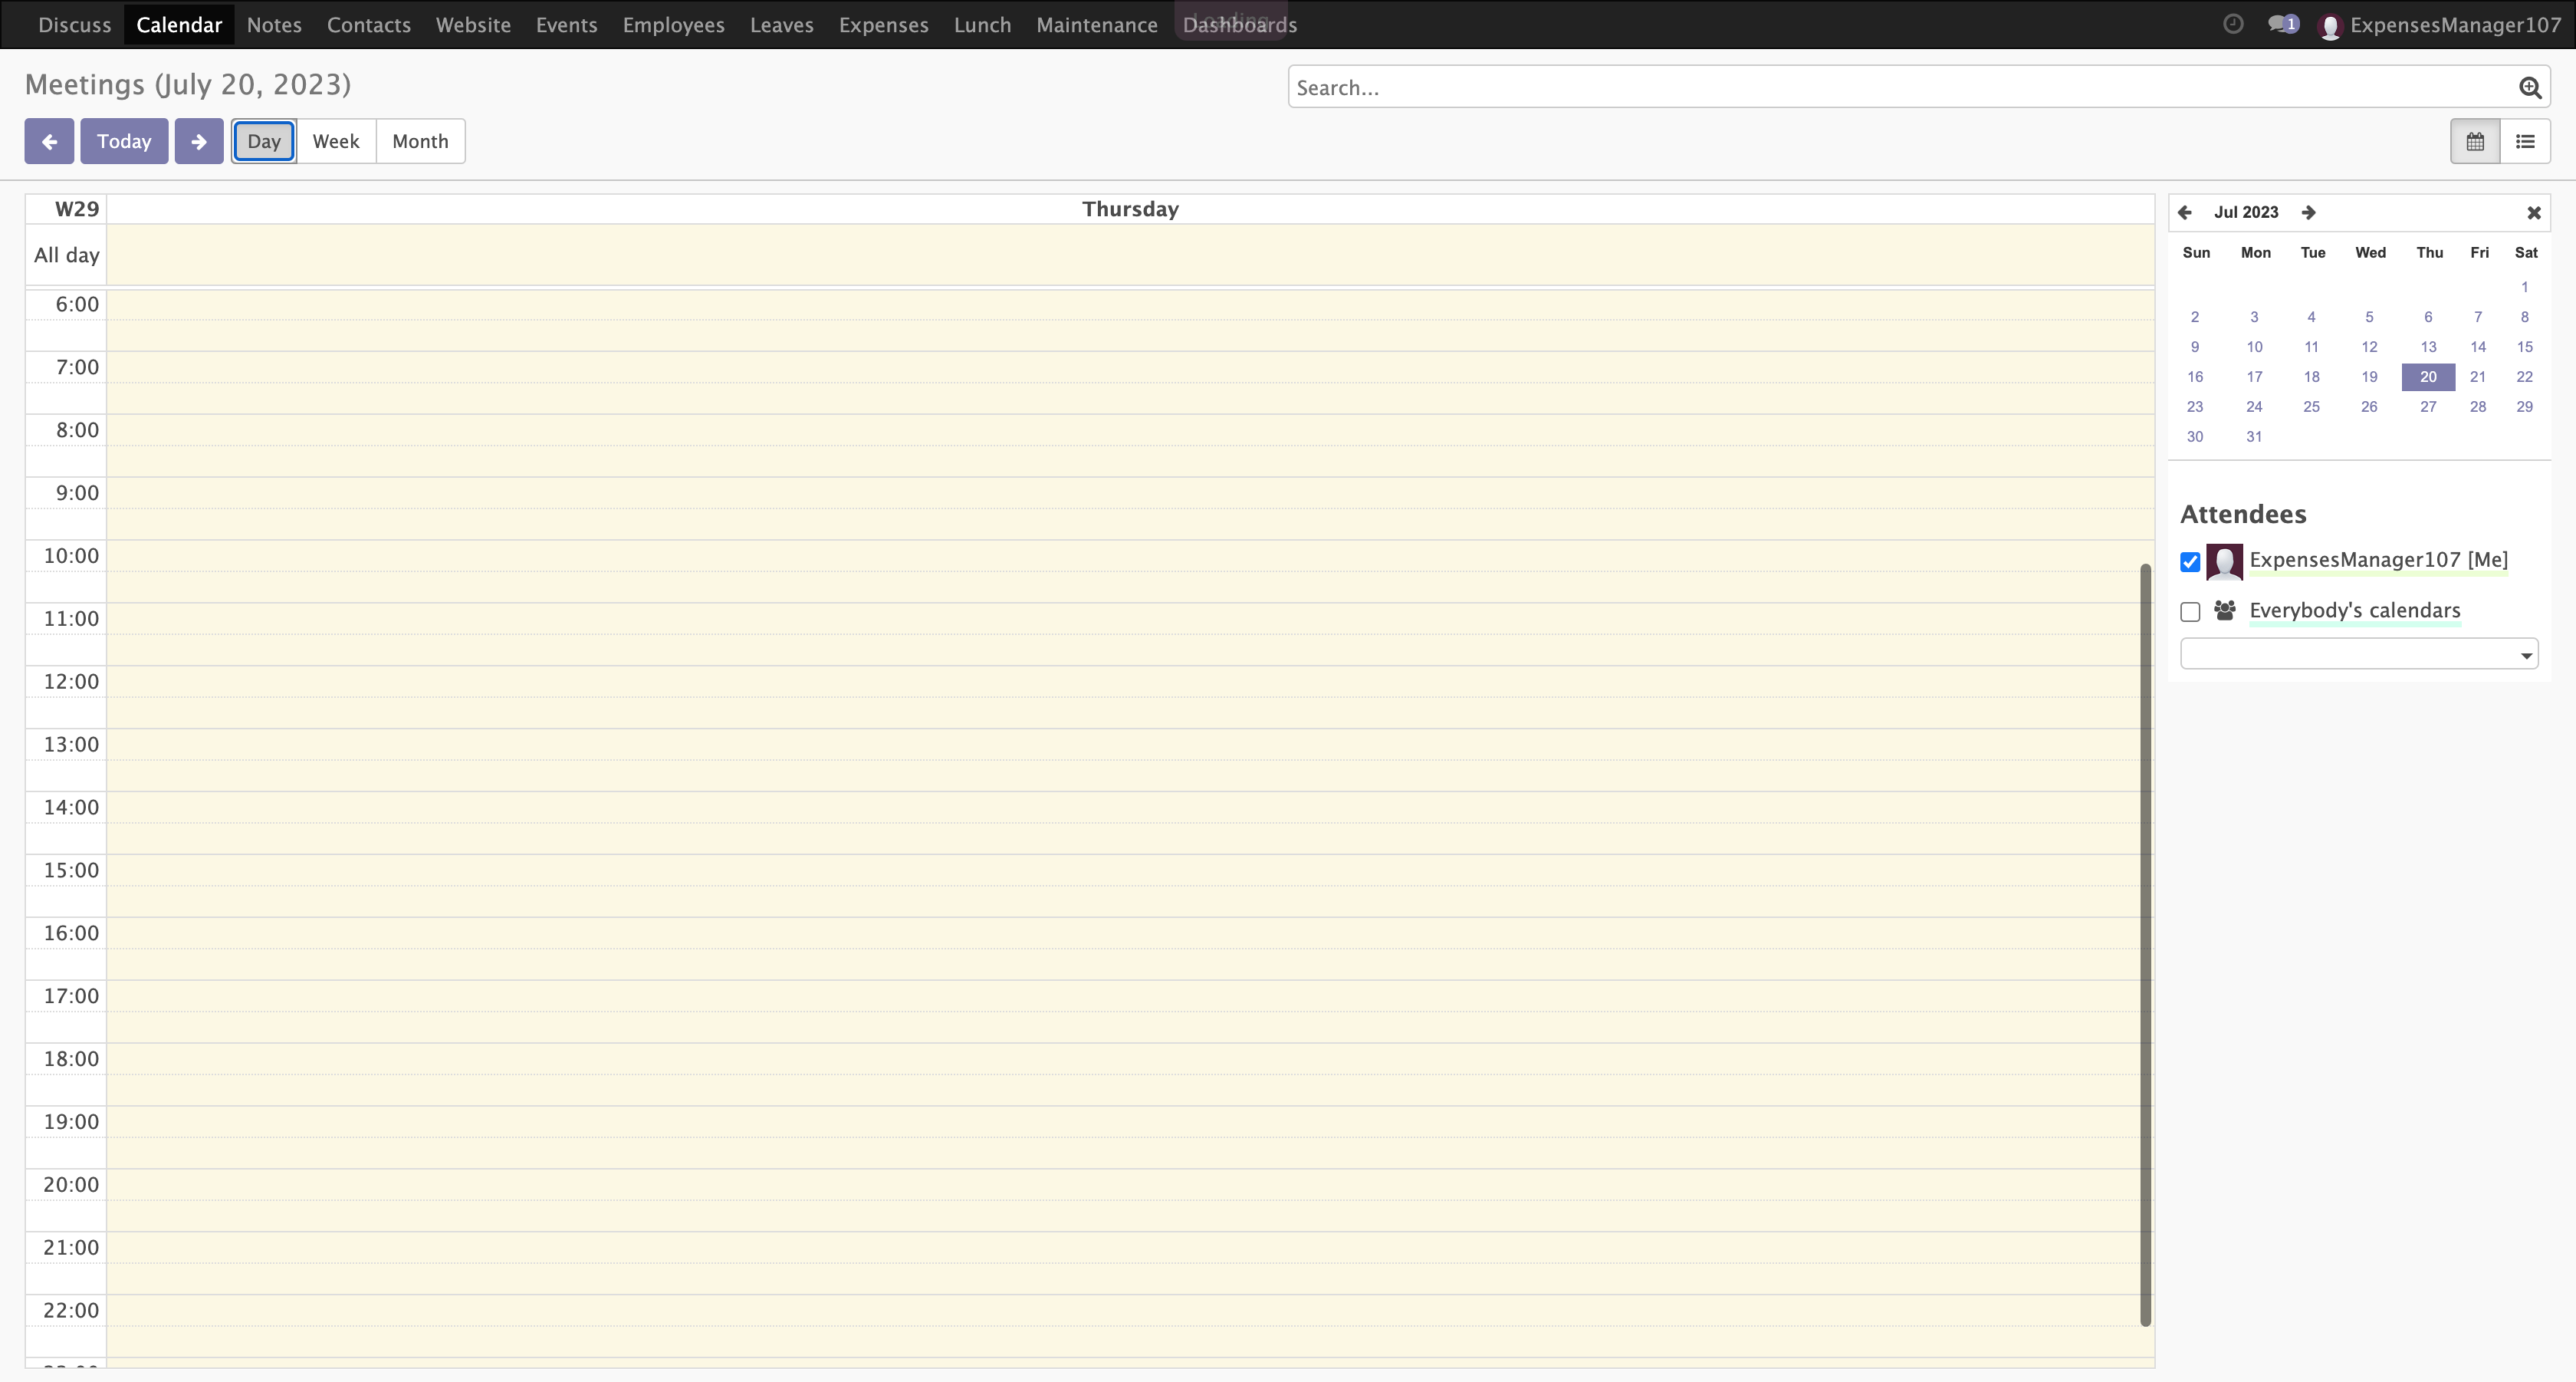 Discuss Calendar Notes Contacts Website Events Employees Leaves Expenses Lunch Maintenance Dashboards 1 ExpensesManager107
Loading
Meetings (July 20, 2023)
Search...
Today Day Week Month
W29 Thursday
All day
6:00
7:00
8:00
9:00
10:00
11:00
12:00
13:00
14:00
15:00
16:00
17:00
18:00
19:00
20:00
21:00
22:00
Jul 2023
Sun Mon Tue Wed Thu Fri Sat
1
2 3 4 5 6 7 8
9 10 11 12 13 14 15
16 17 18 19 20 21 22
23 24 25 26 27 28 29
30 31
Attendees
ExpensesManager107 [Me]
Everybody's calendars